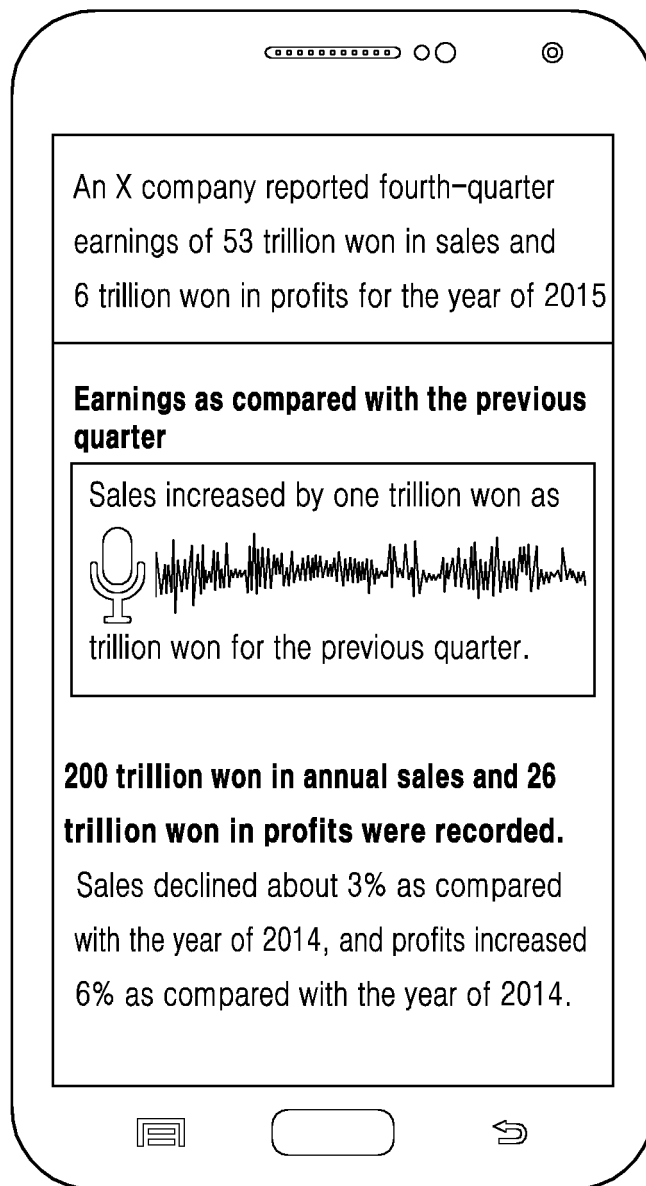 An X company reported fourth-quarter
earnings of 53 trillion won in sales and
6 trillion won in profits for the year of 2015
Earnings as compared with the previous
quarter
Sales increased by one trillion won as
trillion won for the previous quarter.
200 trillion won in annual sales and 26
trillion won in profits were recorded.
Sales declined about 3% as compared
with the year of 2014, and profits increased
6% as compared with the year of 2014.